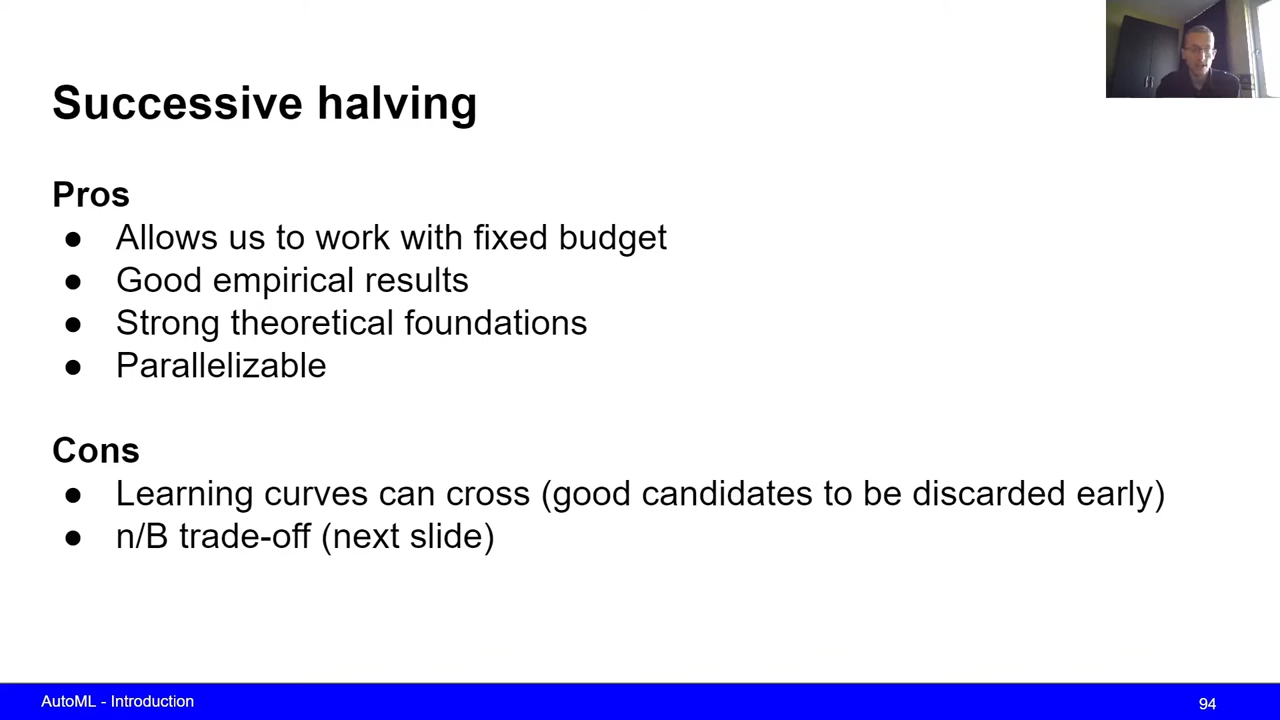 Successive halving
Pros
● Allows us to work with fixed budget
● Good empirical results
● Strong theoretical foundations
● Parallelizable
Cons
● Learning curves can cross (good candidates to be discarded early)
● n/B trade-off (next slide)
AutoML - Introduction
94